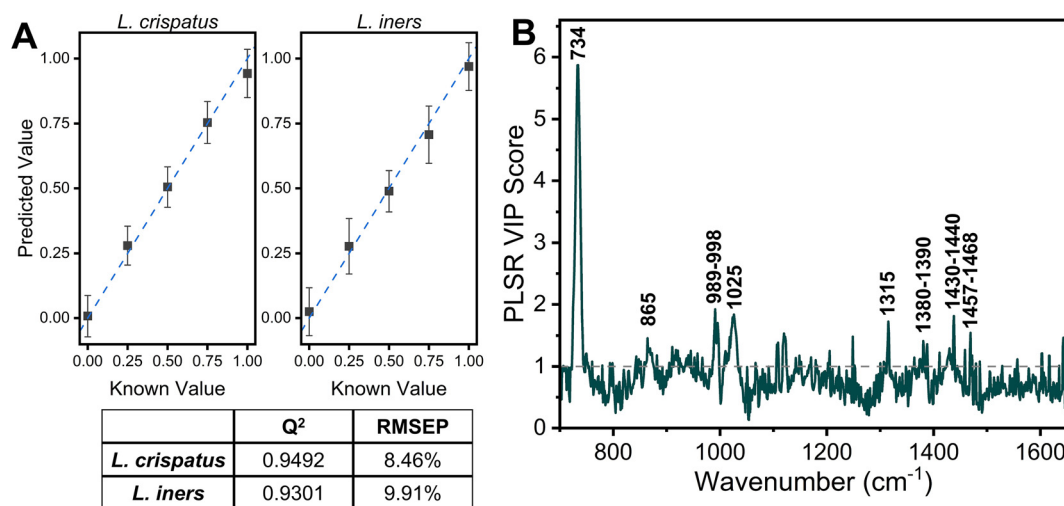 A
L. crispatus
L. iners
Predicted Value
1.00
0.75
0.50
0.25
0.00
0.00 0.25 0.50 0.75 1.00
Known Value
1.00
0.75
0.50
0.25
0.00
0.00 0.25 0.50 0.75 1.00
Known Value
Q² RMSEP
L. crispatus 0.9492 8.46%
L. iners 0.9301 9.91%
B
PLSR VIP Score
6
5
4
3
2
1
0
734
865
989-998
1025
1315
1380-1390
1430-1440
1457-1468
800 1000 1200 1400 1600
Wavenumber (cm⁻¹)